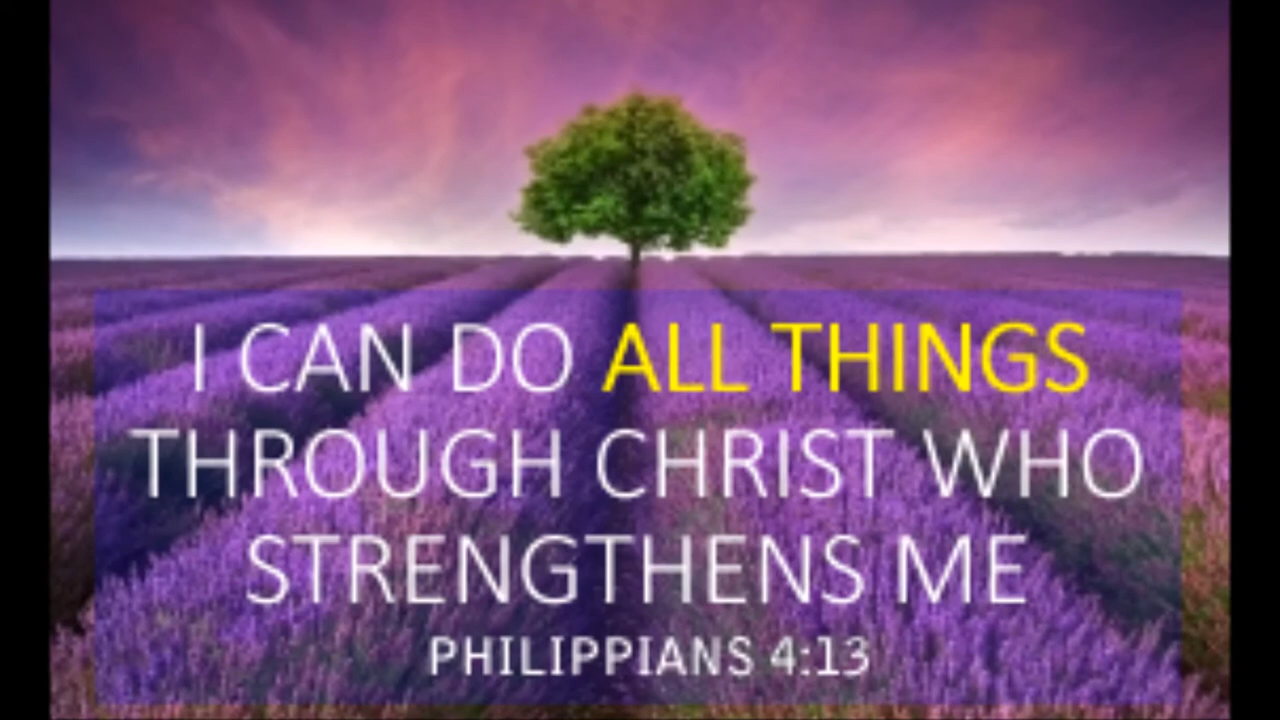 I CAN DO ALL THINGS
THROUGH CHRIST WHO
STRENGTHENS ME
PHILIPPIANS 4:13